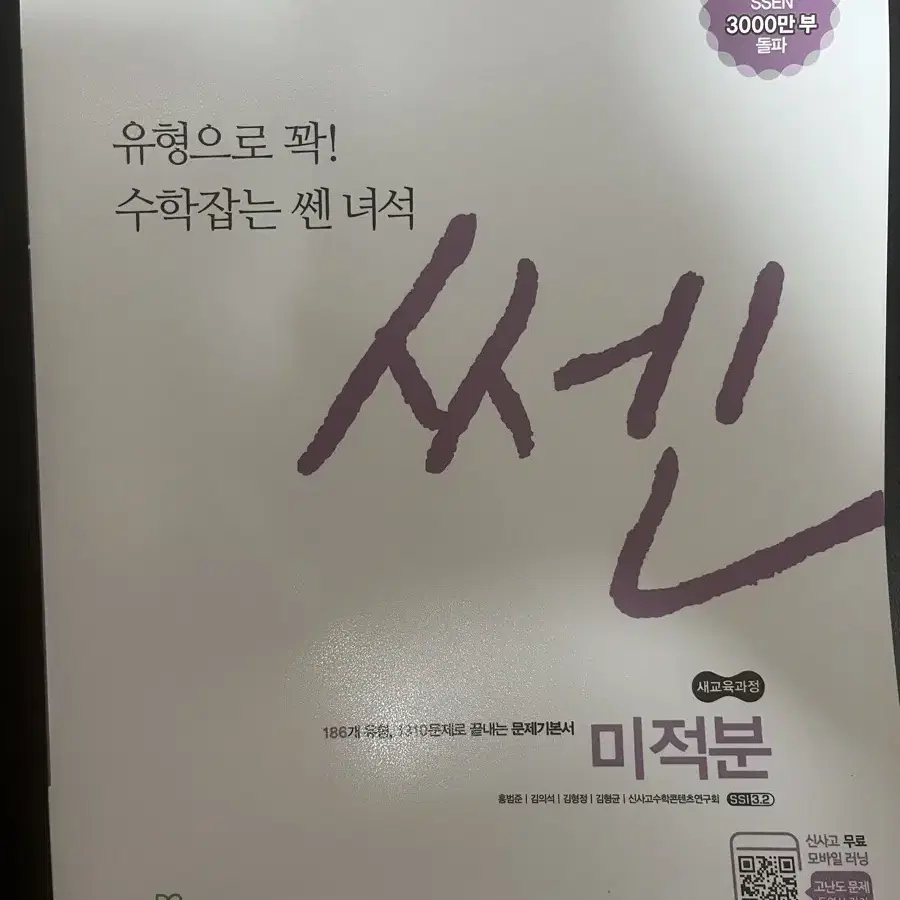 SSEN
3000만 부
돌파
유형으로 꽉!
수학잡는 쎈 녀석
쎈
새교육과정
186개 유형, 1310문제로 끝내는 문제기본서
미적분
홍범준 | 김의석 | 김형정 | 김형균 | 신사고수학콘텐츠연구회 SSI 3.2
신사고 무료
모바일 러닝
고난도 문제